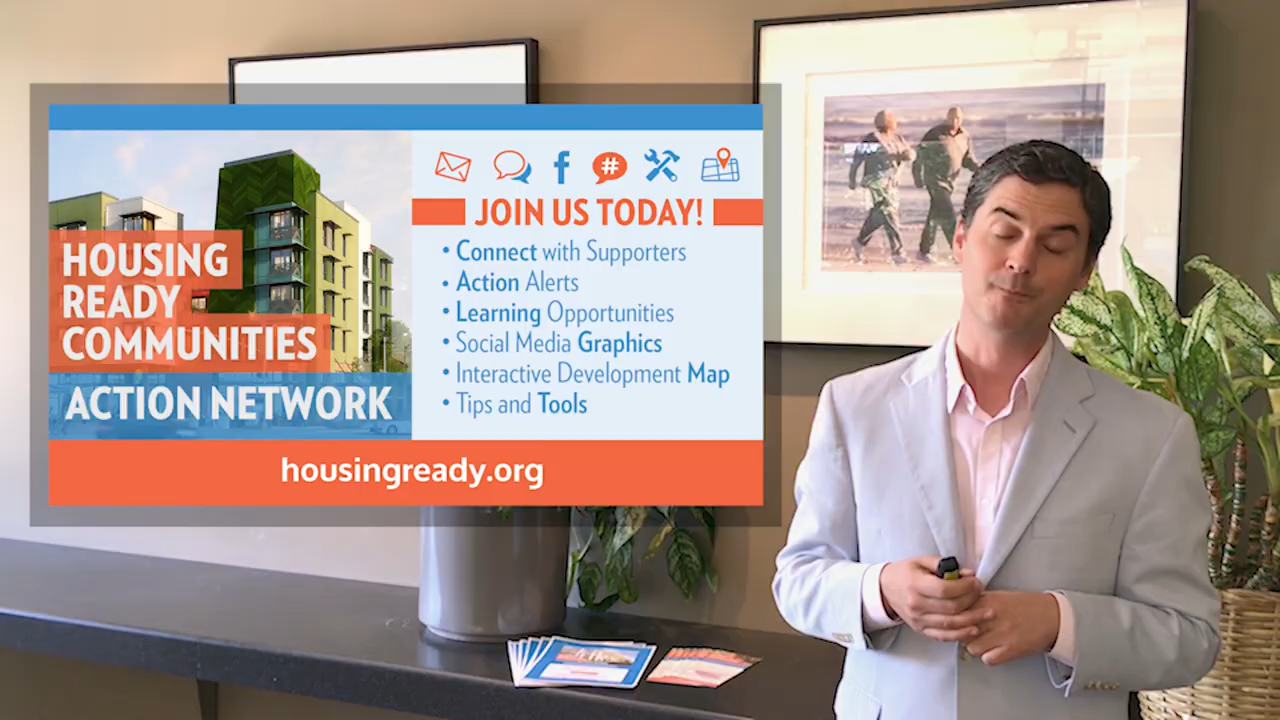 HOUSING
READY
COMMUNITIES
ACTION NETWORK
#
JOIN US TODAY!
• Connect with Supporters
• Action Alerts
• Learning Opportunities
• Social Media Graphics
• Interactive Development Map
• Tips and Tools
housingready.org